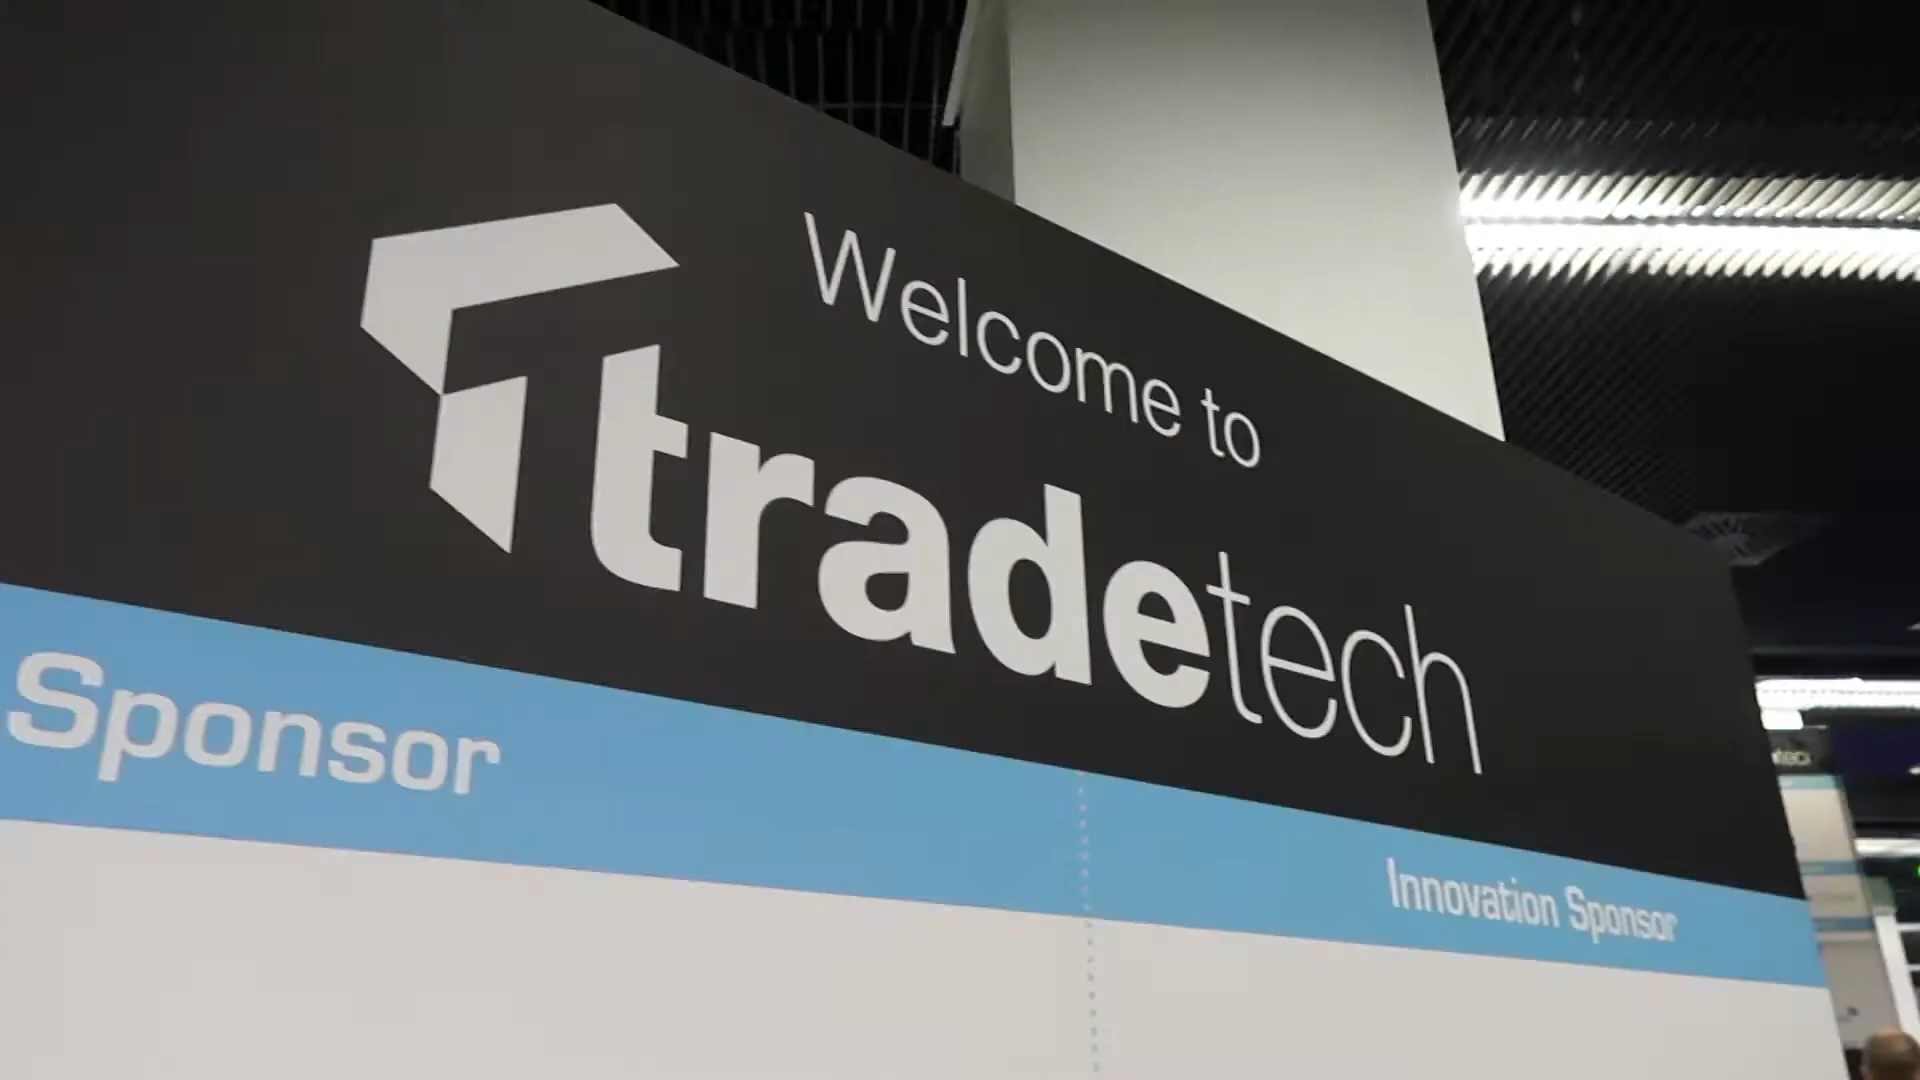 Welcome to
tradetech
Sponsor
Innovation Sponsor